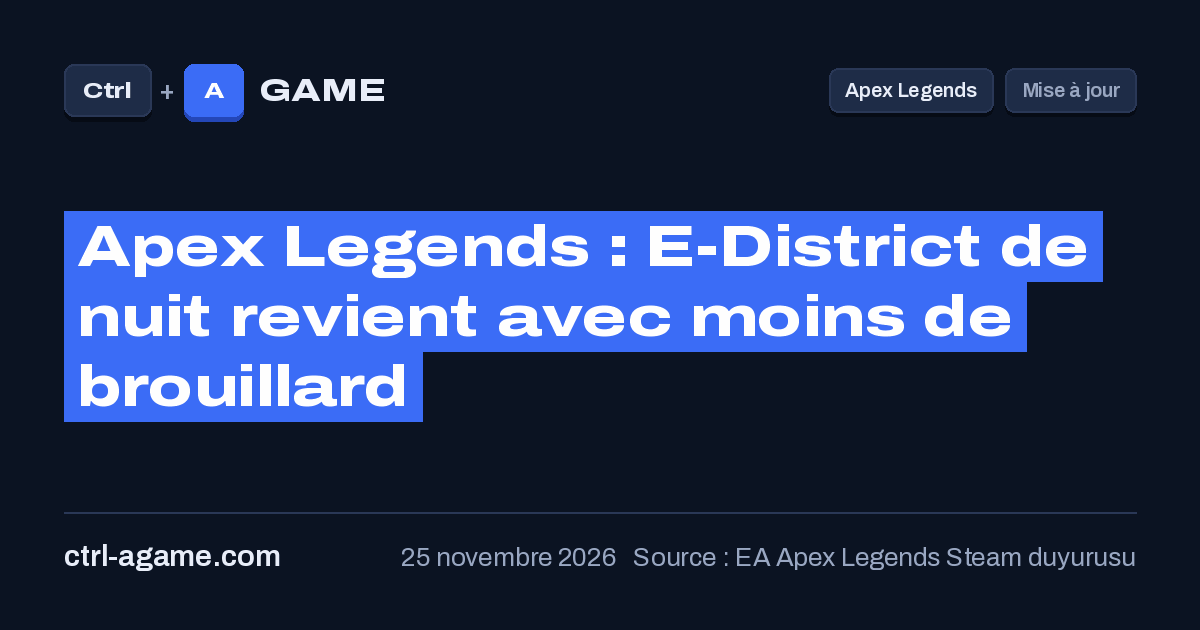 Ctrl + A GAME
Apex Legends
Mise à jour
Apex Legends : E-District de
nuit revient avec moins de
brouillard
ctrl-agame.com
25 novembre 2026 Source : EA Apex Legends Steam duyurusu